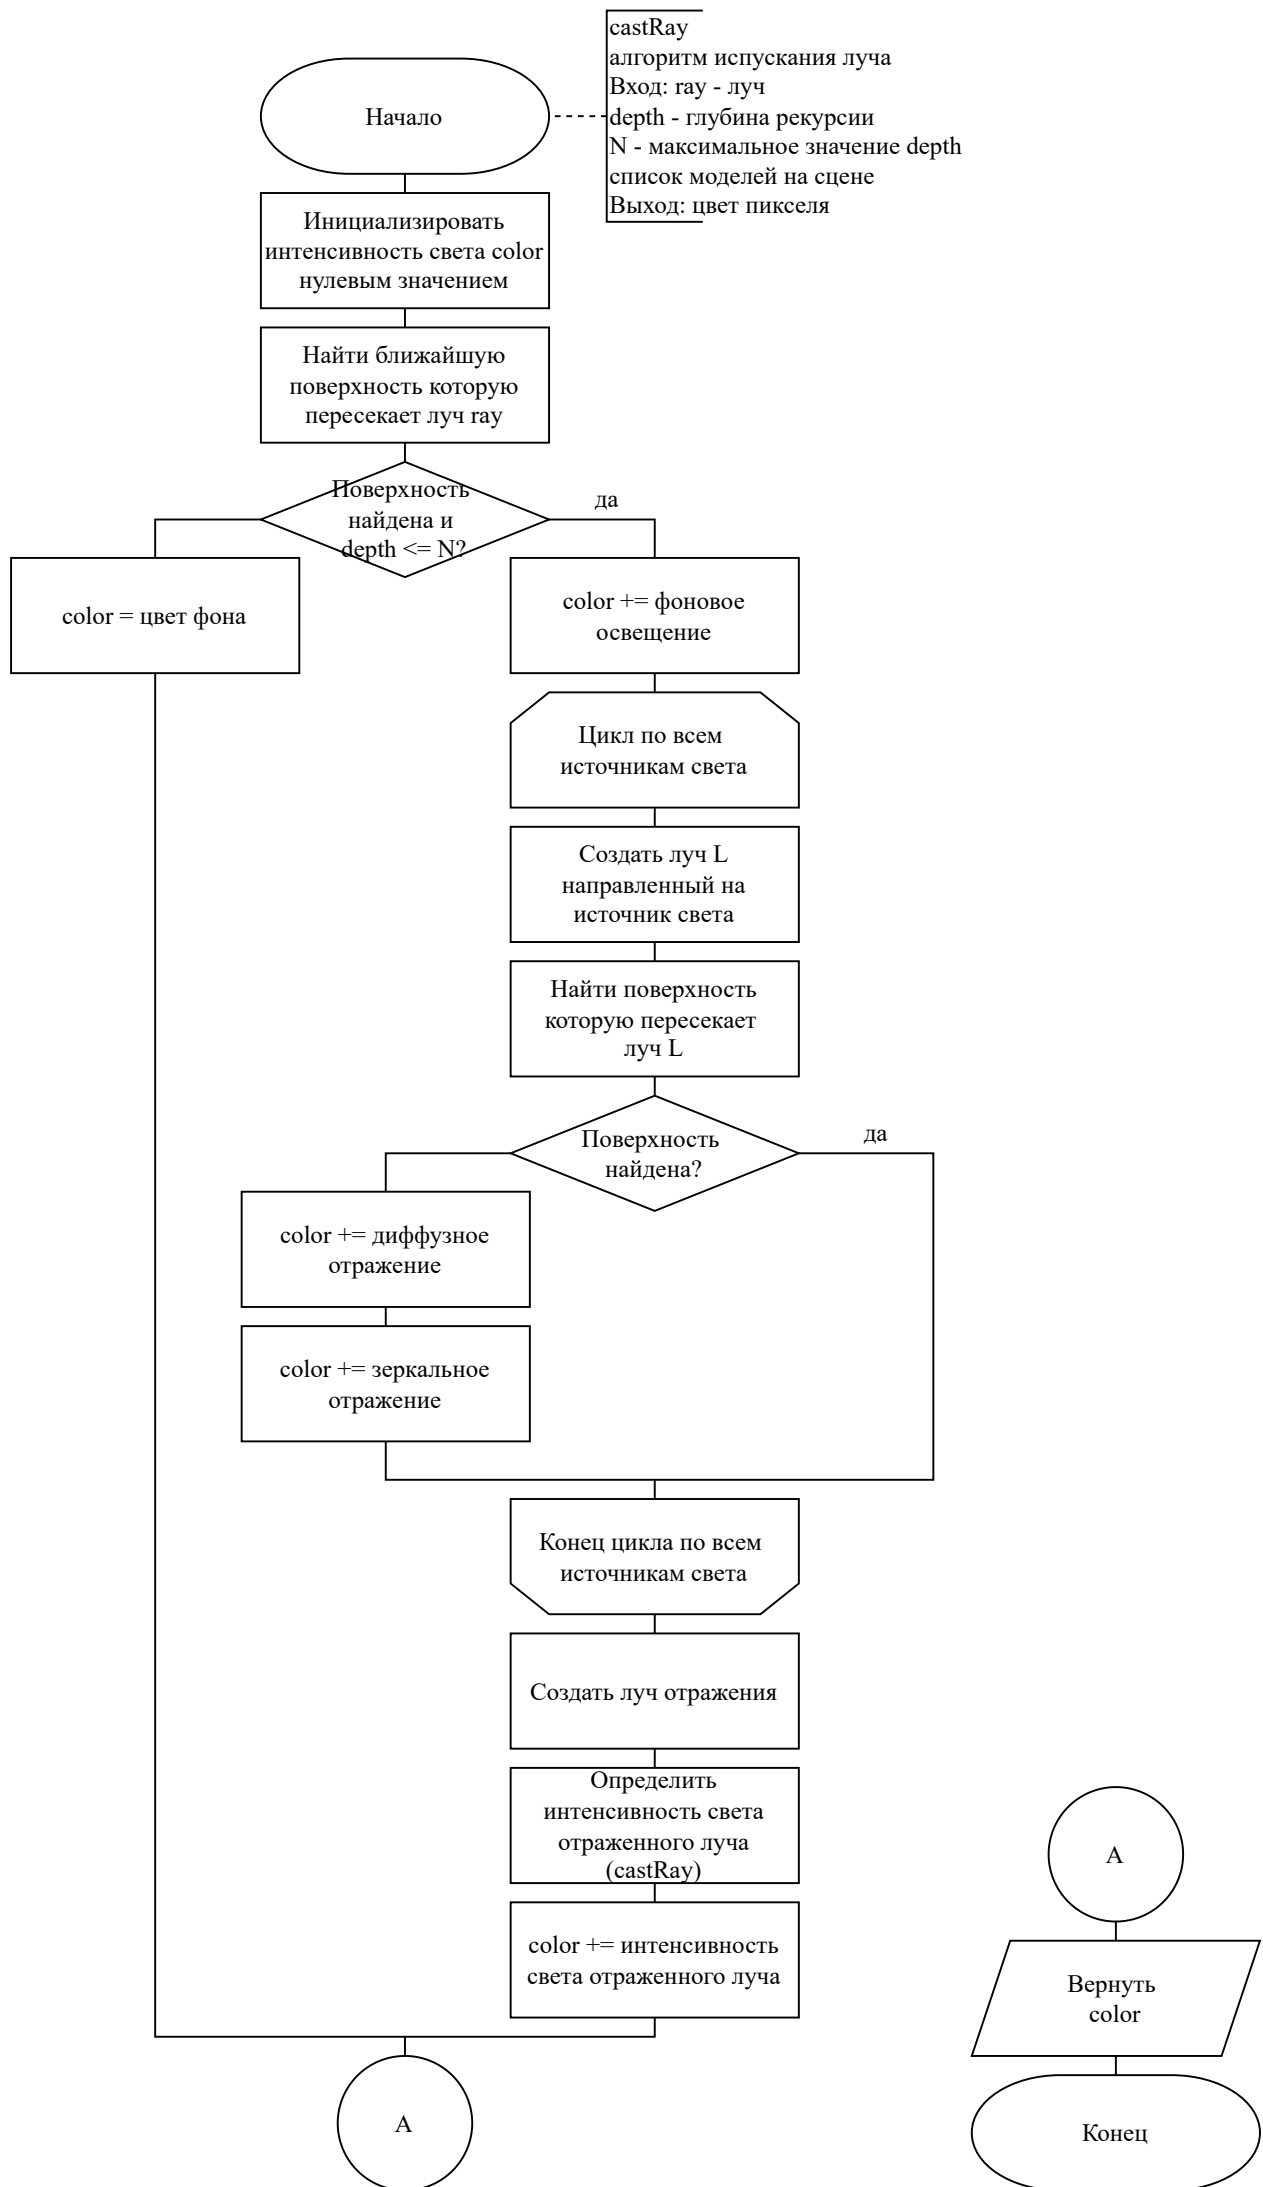 castRay
алгоритм испускания луча
Вход: ray - луч
depth - глубина рекурсии
N - максимальное значение depth
список моделей на сцене
Выход: цвет пикселя
Начало
Инициализировать
интенсивность света color
нулевым значением
Найти ближайшую
поверхность которую
пересекает луч ray
Поверхность
найдена и
depth <= N?
да
color = цвет фона
color += фоновое
освещение
Цикл по всем
источникам света
Создать луч L
направленный на
источник света
Найти поверхность
которую пересекает
луч L
Поверхность
найдена?
да
color += диффузное
отражение
color += зеркальное
отражение
Конец цикла по всем
источникам света
Создать луч отражения
Определить
интенсивность света
отраженного луча
(castRay)
color += интенсивность
света отраженного луча
A
A
Вернуть
color
Конец